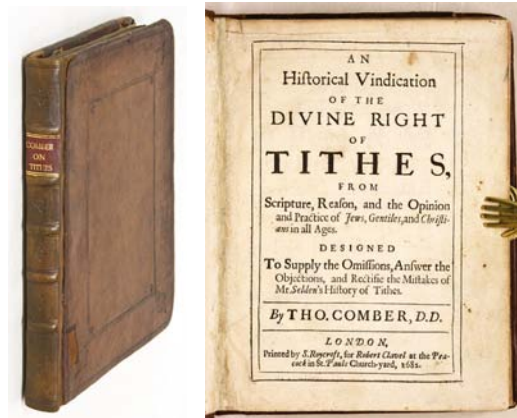 COMBER
ON
TITHES
AN
Hiſtorical Vindication
OF THE
DIVINE RIGHT
OF
TITHES,
FROM
Scripture, Reaſon, and the Opinion
and Practice of Jews, Gentiles, and Chriſti-
ans in all Ages.
DESIGNED
To Supply the Omiſſions, Anſwer the
Objections, and Rectifie the Miſtakes of
Mr. Selden's Hiſtory of Tithes.
By THO. COMBER, D.D.
LONDON,
Printed by S. Roycroft, for Robert Clavel at the Pea-
cock in St. Pauls Church-yard, 1682.